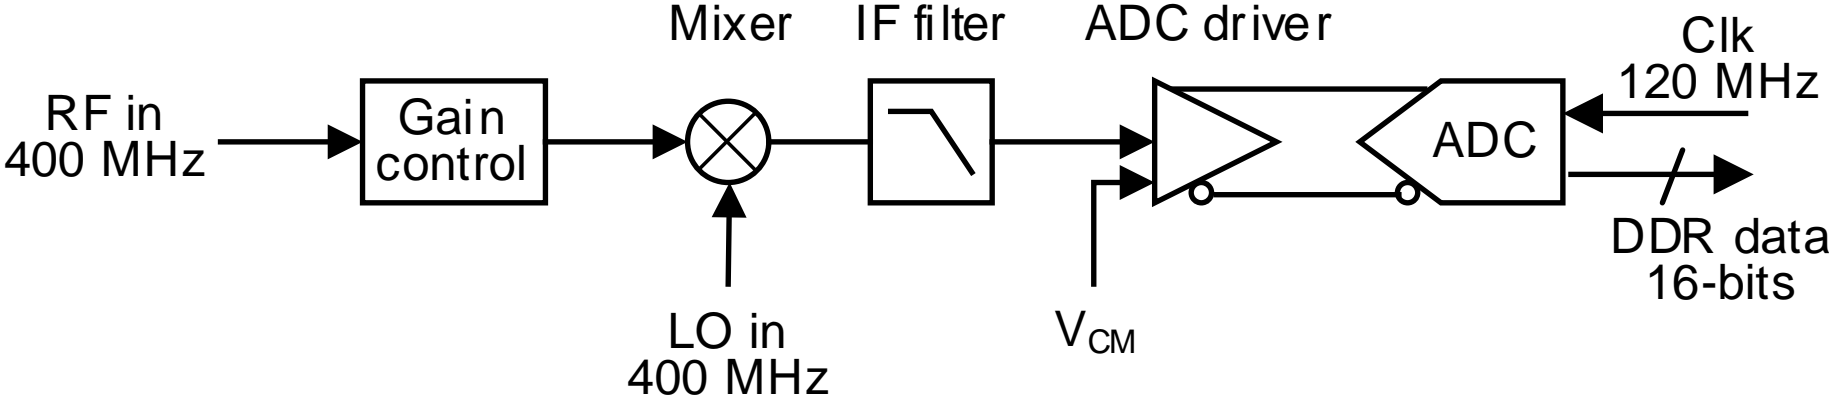 Mixer
IF filter
ADC driver
Clk
120 MHz
RF in
400 MHz
Gain
control
ADC
DDR data
16-bits
LO in
400 MHz
VCM